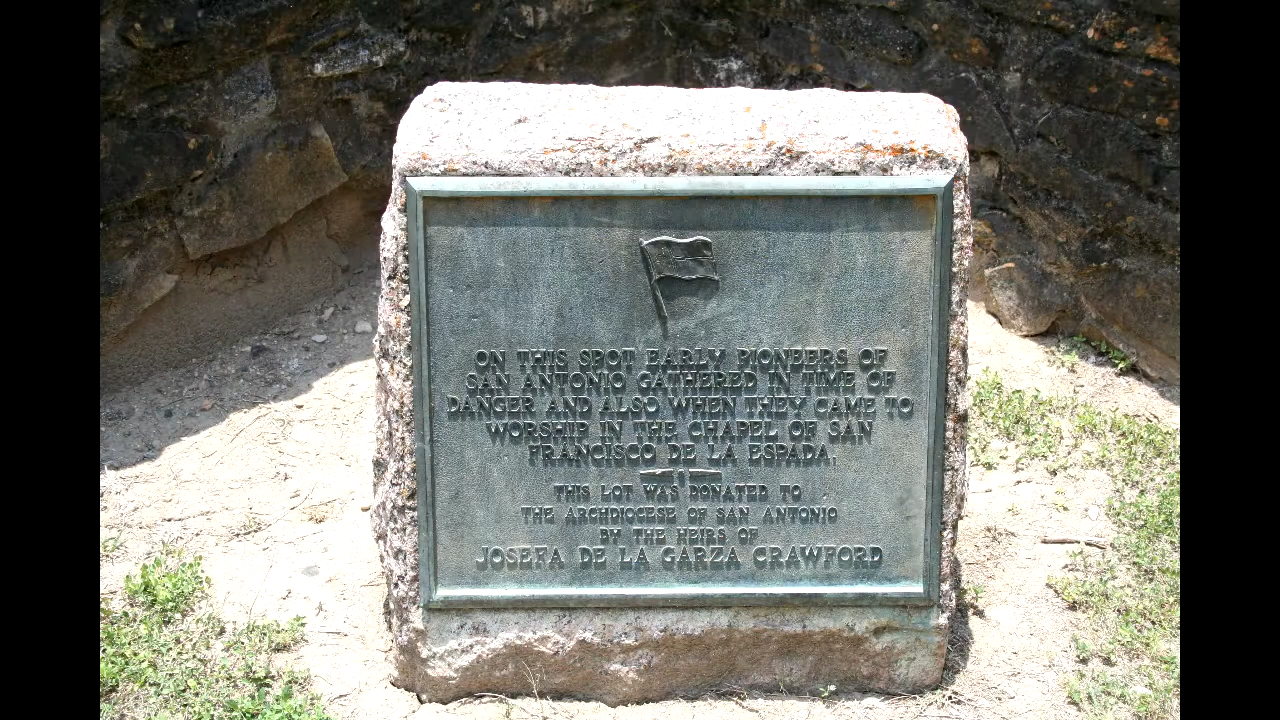 ON THIS SPOT EARLY PIONEERS OF
SAN ANTONIO GATHERED IN TIME OF
DANGER AND ALSO WHEN THEY CAME TO
WORSHIP IN THE CHAPEL OF SAN
FRANCISCO DE LA ESPADA.
THIS LOT WAS DONATED TO
THE ARCHDIOCESE OF SAN ANTONIO
BY THE HEIRS OF
JOSEFA DE LA GARZA CRAWFORD